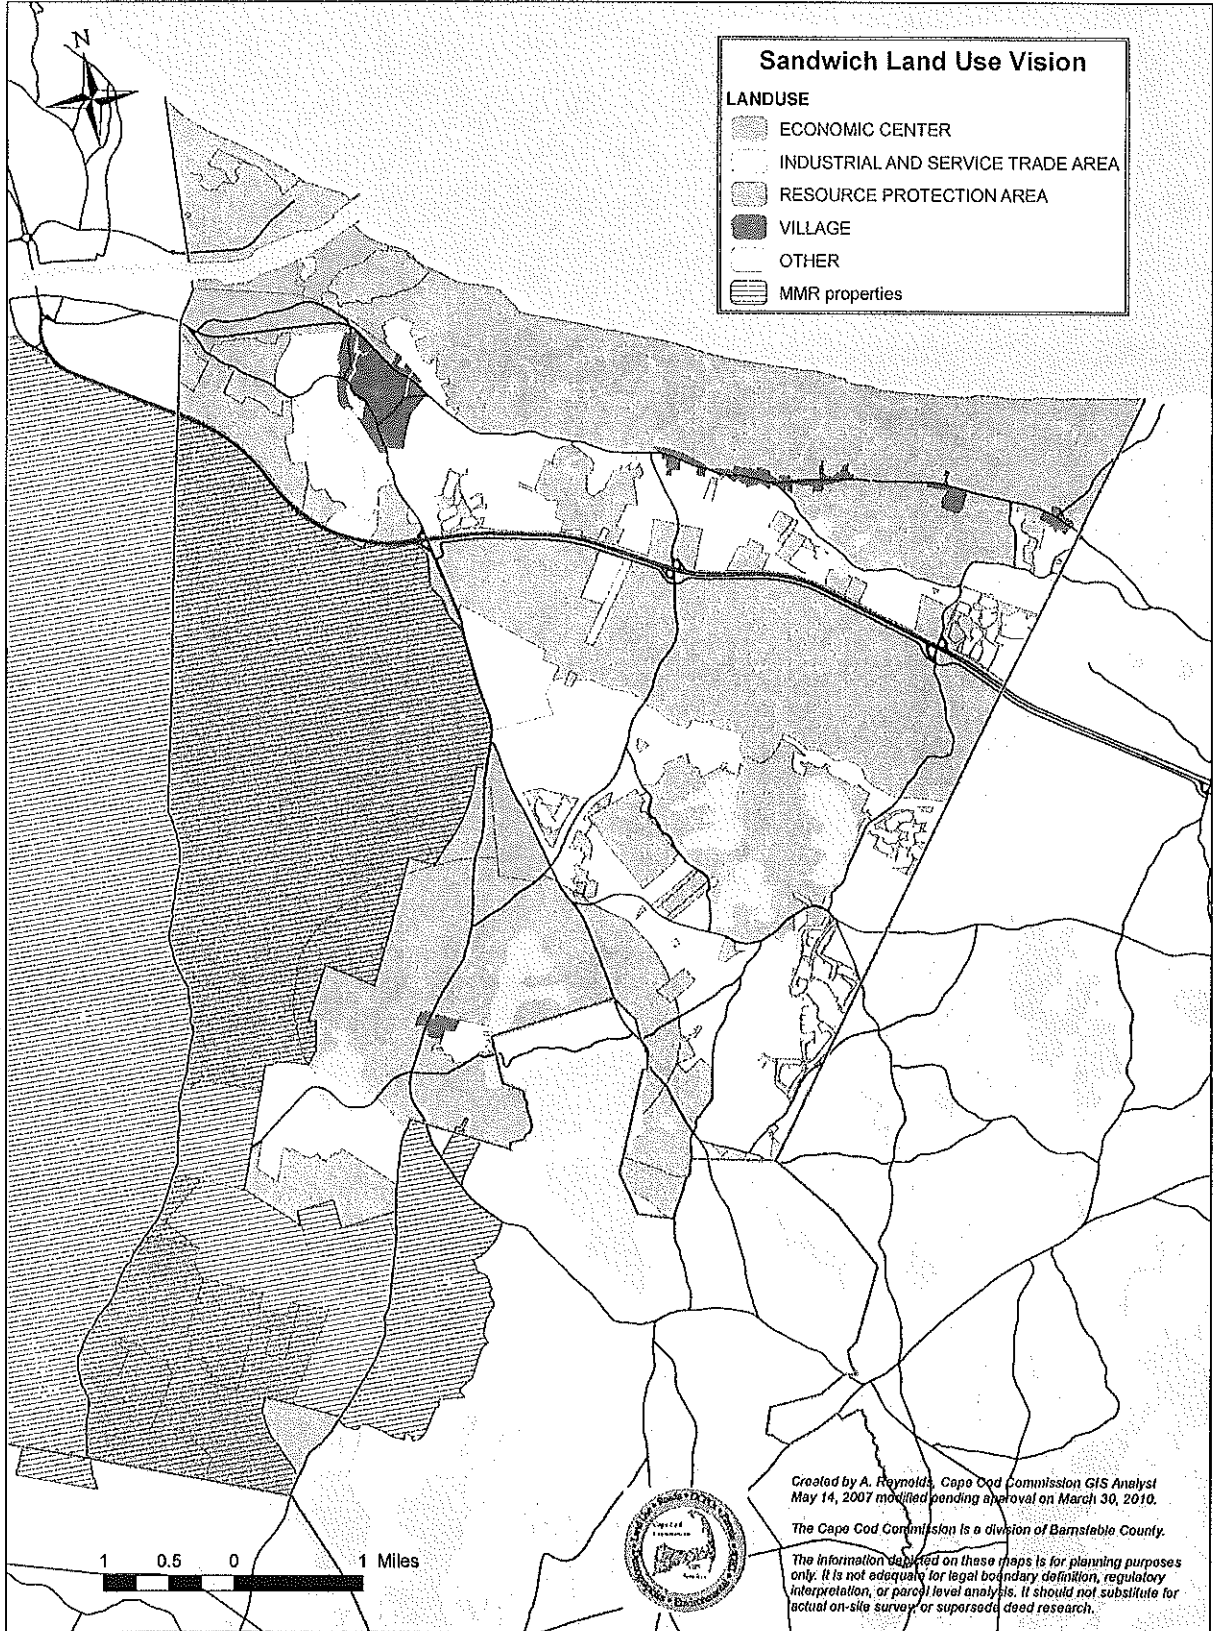 N
Sandwich Land Use Vision
LANDUSE
ECONOMIC CENTER
INDUSTRIAL AND SERVICE TRADE AREA
RESOURCE PROTECTION AREA
VILLAGE
OTHER
MMR properties
Created by A. Reynolds, Cape Cod Commission GIS Analyst
May 14, 2007 modified pending approval on March 30, 2010.
The Cape Cod Commission is a division of Barnstable County.
The information depicted on these maps is for planning purposes
only. It is not adequate for legal boundary definition, regulatory
interpretation, or parcel level analysis. It should not substitute for
actual on-site survey, or supersede deed research.
1 0.5 0 1 Miles
Cape Cod
Commission